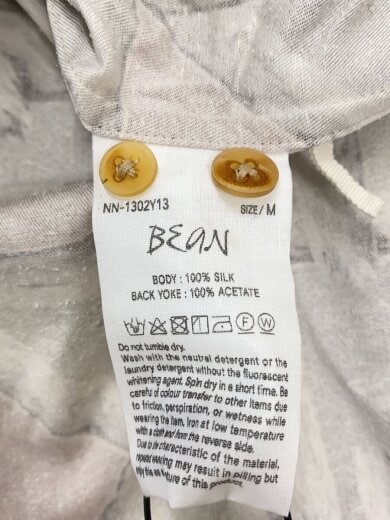 NN-1302Y13
SIZE / M
BEAN
BODY : 100% SILK
BACK YOKE : 100% ACETATE
F W
Do not tumble dry.
Wash with the neutral detergent or the
laundry detergent without the fluorescent
whitening agent. Spin dry in a short time. Be
careful of colour transfer to other items due
to friction, perspiration, or wetness while
wearing the item. Iron at low temperature
with a cloth and from the reverse side.
Due to the characteristic of the material,
repeated wearing may result in pilling but
enjoy this as feature of this product.